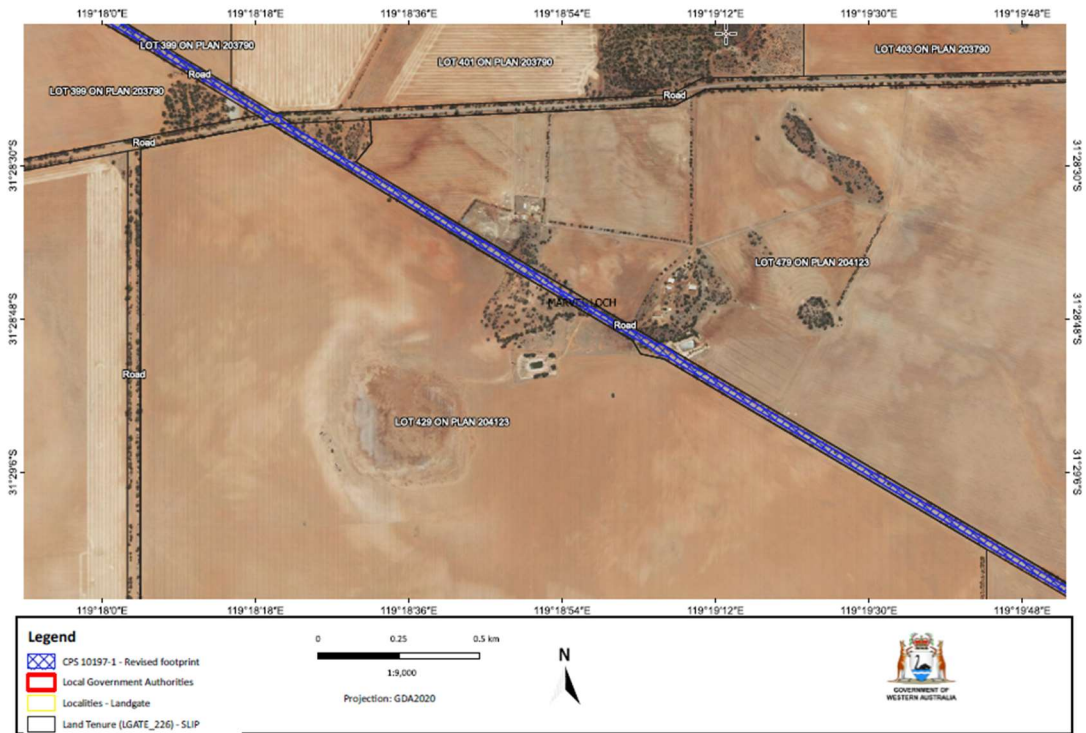 119°18'0"E 119°18'18"E 119°18'36"E 119°18'54"E 119°19'12"E 119°19'30"E 119°19'48"E
LOT 399 ON PLAN 203790
LOT 403 ON PLAN 203790
LOT 401 ON PLAN 203790
Road
LOT 399 ON PLAN 203790
Road
Road
31°28'30"S
31°28'30"S
LOT 479 ON PLAN 204123
MARVEL LOCH
31°28'48"S
31°28'48"S
Road
Road
LOT 429 ON PLAN 204123
31°29'6"S
31°29'6"S
119°18'0"E 119°18'18"E 119°18'36"E 119°18'54"E 119°19'12"E 119°19'30"E 119°19'48"E
Legend
CPS 10197-1 - Revised footprint
Local Government Authorities
Localities - Landgate
Land Tenure (LGATE_226) - SLIP
0 0.25 0.5 km
1:9,000
Projection: GDA2020
N
GOVERNMENT OF
WESTERN AUSTRALIA